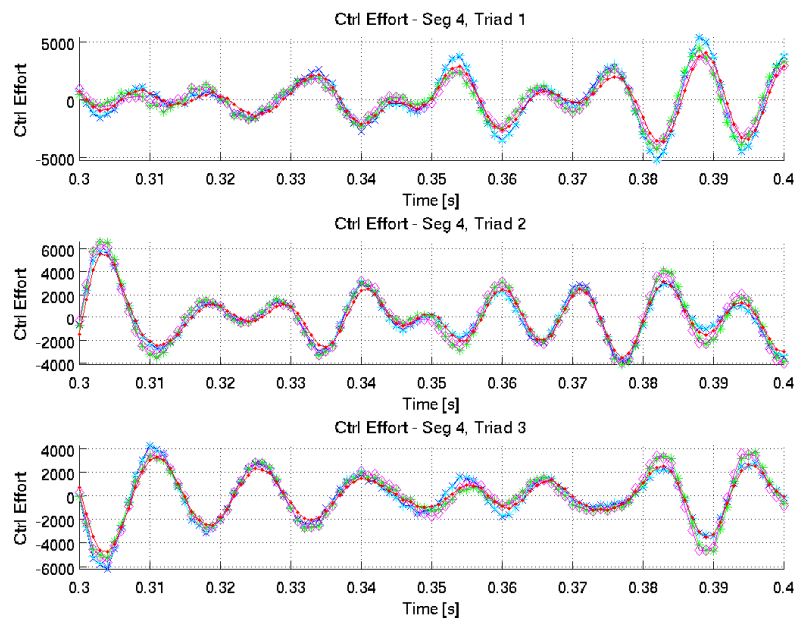 Ctrl Effort - Seg 4, Triad 1
5000
0
-5000
Ctrl Effort
0.3 0.31 0.32 0.33 0.34 0.35 0.36 0.37 0.38 0.39 0.4
Time [s]
Ctrl Effort - Seg 4, Triad 2
6000
4000
2000
0
-2000
-4000
Ctrl Effort
0.3 0.31 0.32 0.33 0.34 0.35 0.36 0.37 0.38 0.39 0.4
Time [s]
Ctrl Effort - Seg 4, Triad 3
4000
2000
0
-2000
-4000
-6000
Ctrl Effort
0.3 0.31 0.32 0.33 0.34 0.35 0.36 0.37 0.38 0.39 0.4
Time [s]